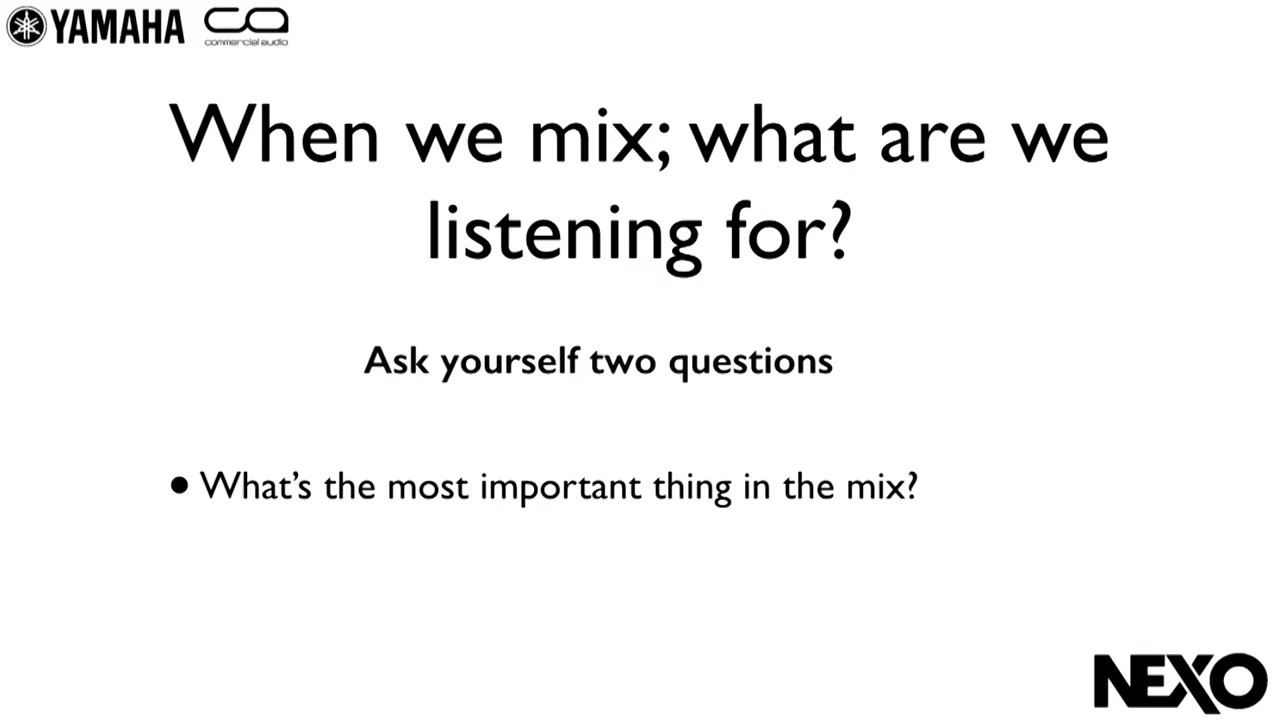 YAMAHA
commercial audio
When we mix; what are we
listening for?
Ask yourself two questions
• What’s the most important thing in the mix?
NEXO